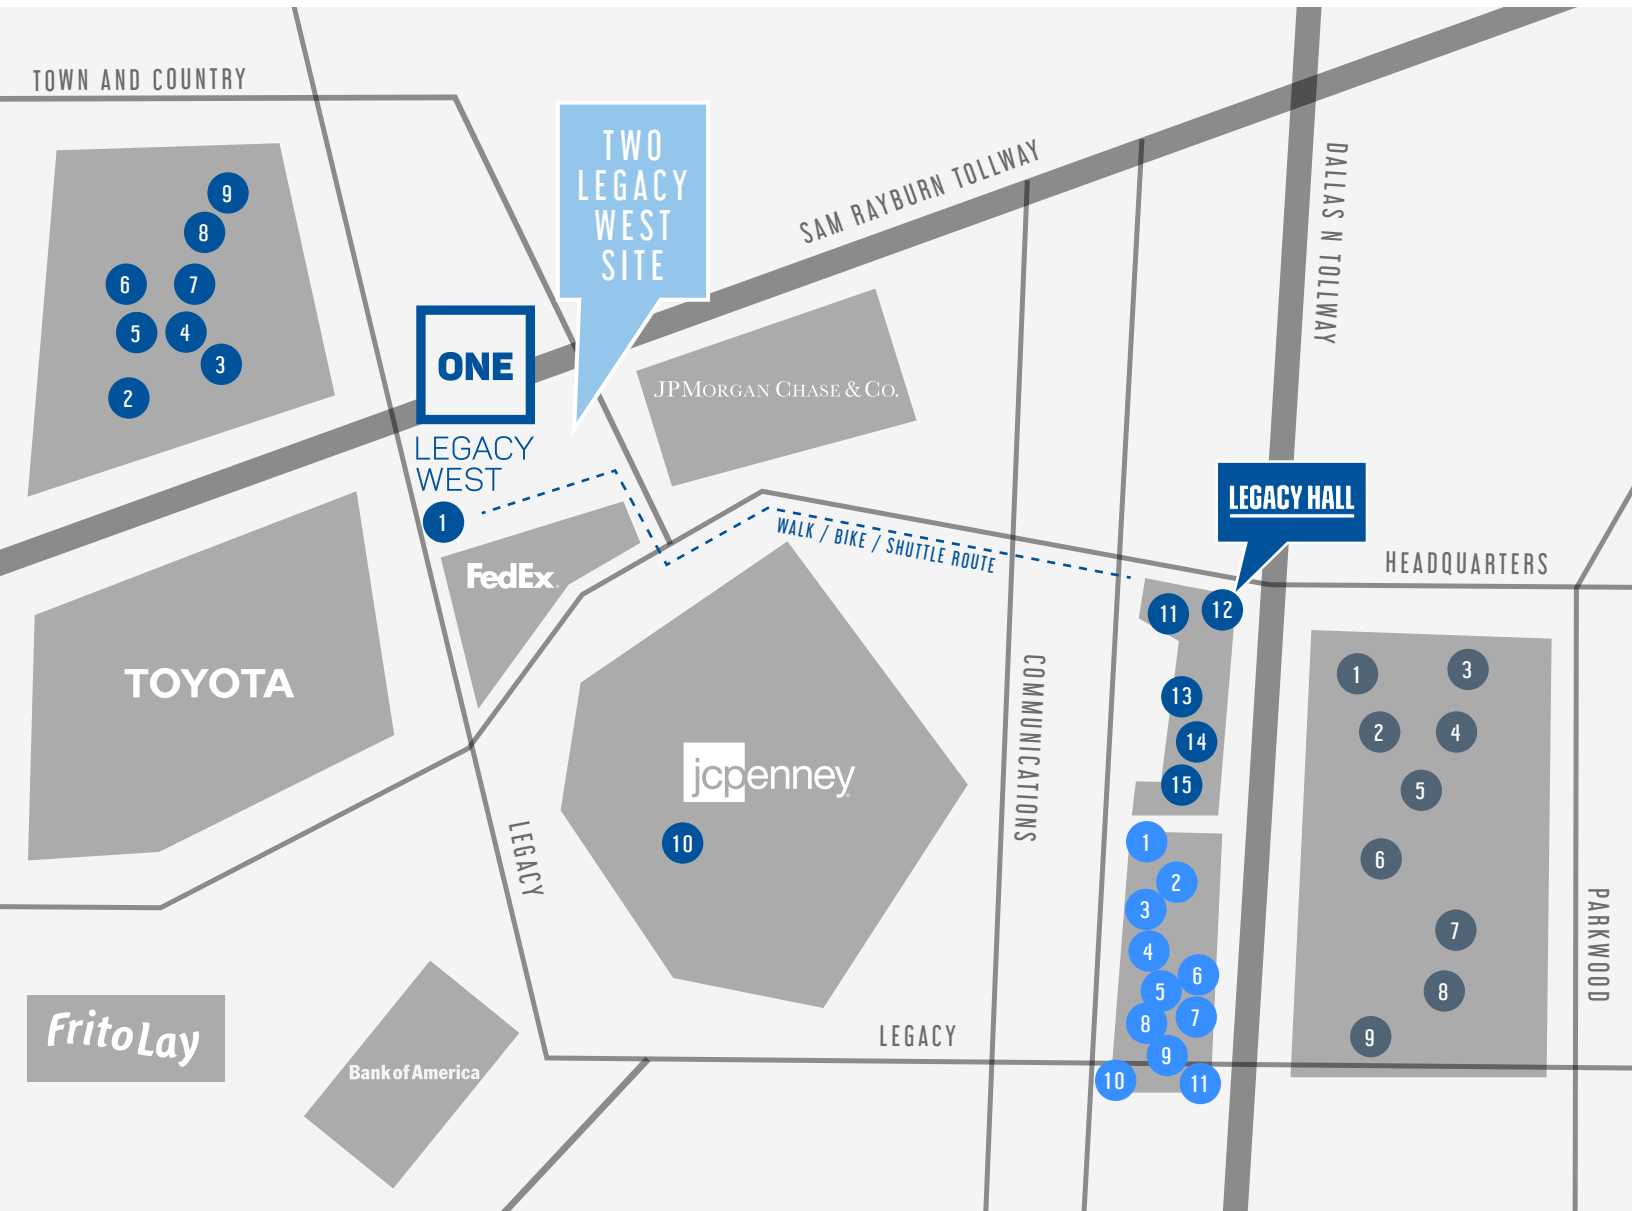 TOWN AND COUNTRY
TWO
LEGACY
WEST
SITE
SAM RAYBURN TOLLWAY
DALLAS N TOLLWAY
9
8
6
7
5
4
3
2
ONE
LEGACY
WEST
1
JPMORGAN CHASE & CO.
LEGACY HALL
WALK / BIKE / SHUTTLE ROUTE
HEADQUARTERS
FedEx®
TOYOTA
jcpenney®
10
LEGACY
COMMUNICATIONS
11
12
13
14
15
1
2
3
4
5
6
7
8
9
10
11
1
3
2
4
5
6
7
8
9
PARKWOOD
LEGACY
Frito Lay
Bank of America